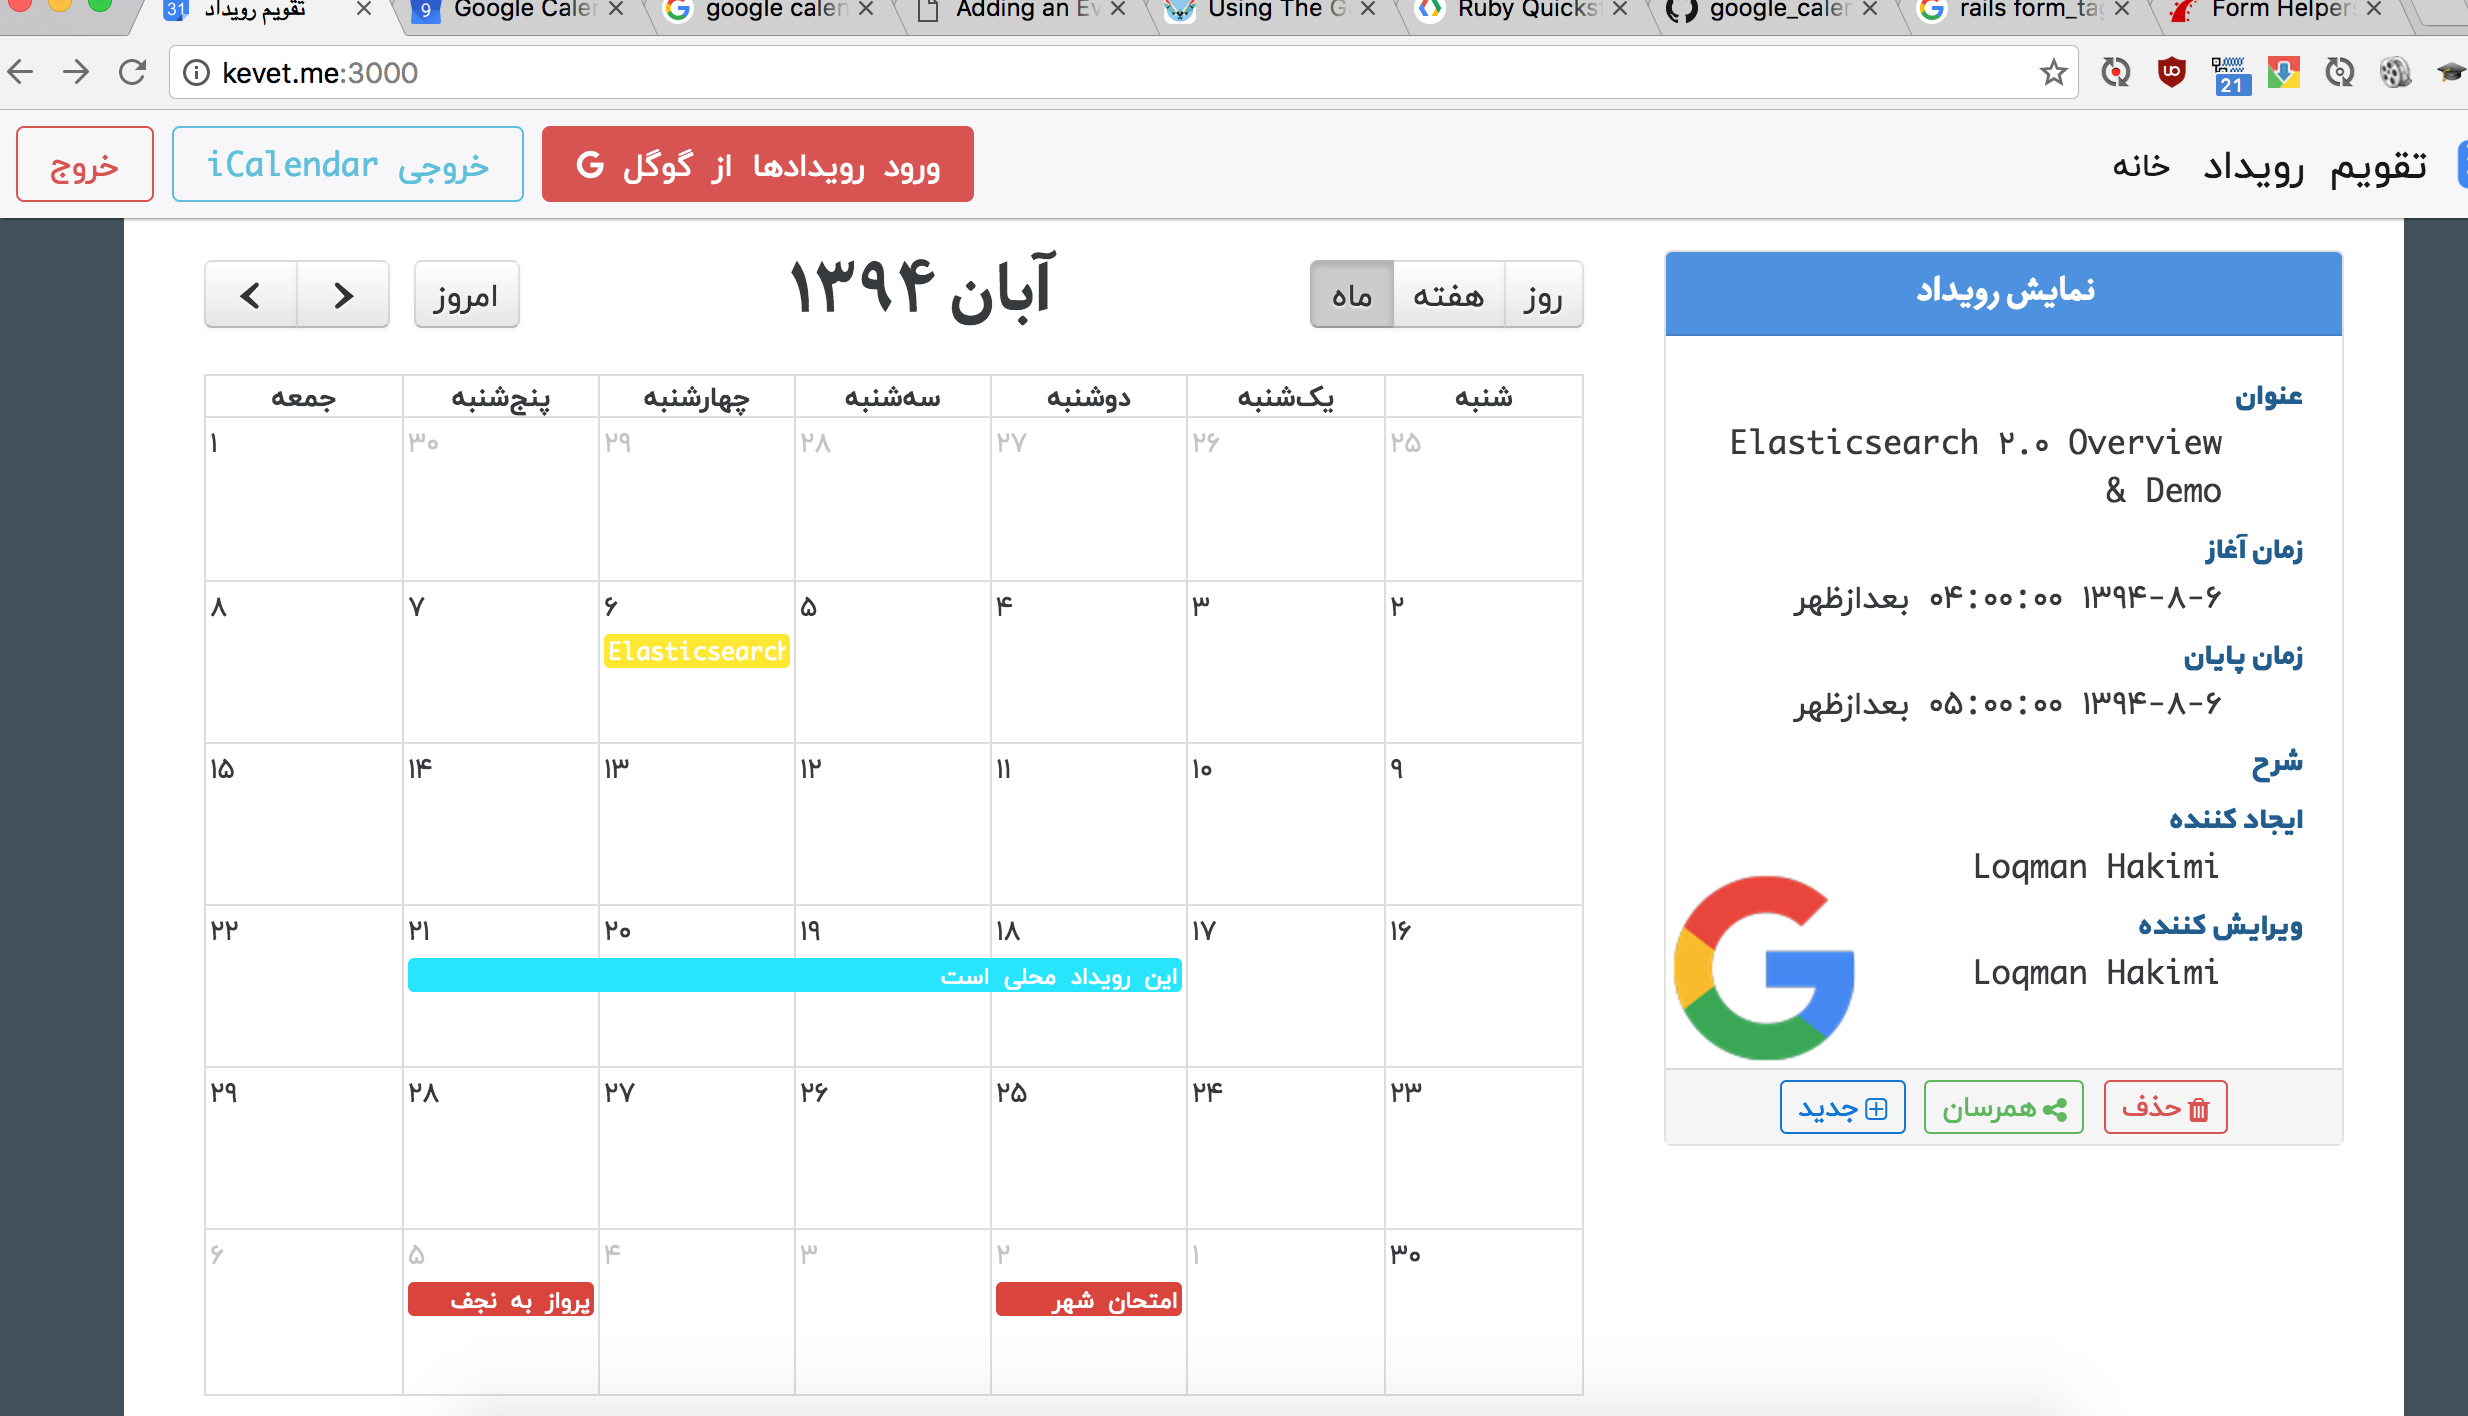 تقویم رویداد
Google Caler
google calen
Adding an Ev
Using The G
Ruby Quicks
google_caler
rails form_tag
Form Helper
kevet.me:3000
21
تقویم رویداد
خانه
ورود رویدادها از گوگل G
خروجی iCalendar
خروج
روز
هفته
ماه
آبان ۱۳۹۴
امروز
شنبه یک‌شنبه دوشنبه سه‌شنبه چهارشنبه پنج‌شنبه جمعه
۲۵ ۲۶ ۲۷ ۲۸ ۲۹ ۳۰ ۱
۲ ۳ ۴ ۵ ۶ ۷ ۸
Elasticsearch
۹ ۱۰ ۱۱ ۱۲ ۱۳ ۱۴ ۱۵
۱۶ ۱۷ ۱۸ ۱۹ ۲۰ ۲۱ ۲۲
این رویداد محلی است
۲۳ ۲۴ ۲۵ ۲۶ ۲۷ ۲۸ ۲۹
۳۰ ۱ ۲ ۳ ۴ ۵ ۶
امتحان شهر
پرواز به نجف
نمایش رویداد
عنوان
Elasticsearch ۲.۰ Overview
& Demo
زمان آغاز
۱۳۹۴-۸-۶ ۰۴:۰۰:۰۰ بعدازظهر
زمان پایان
۱۳۹۴-۸-۶ ۰۵:۰۰:۰۰ بعدازظهر
شرح
ایجاد کننده
Loqman Hakimi
ویرایش کننده
Loqman Hakimi
حذف
همرسان
جدید